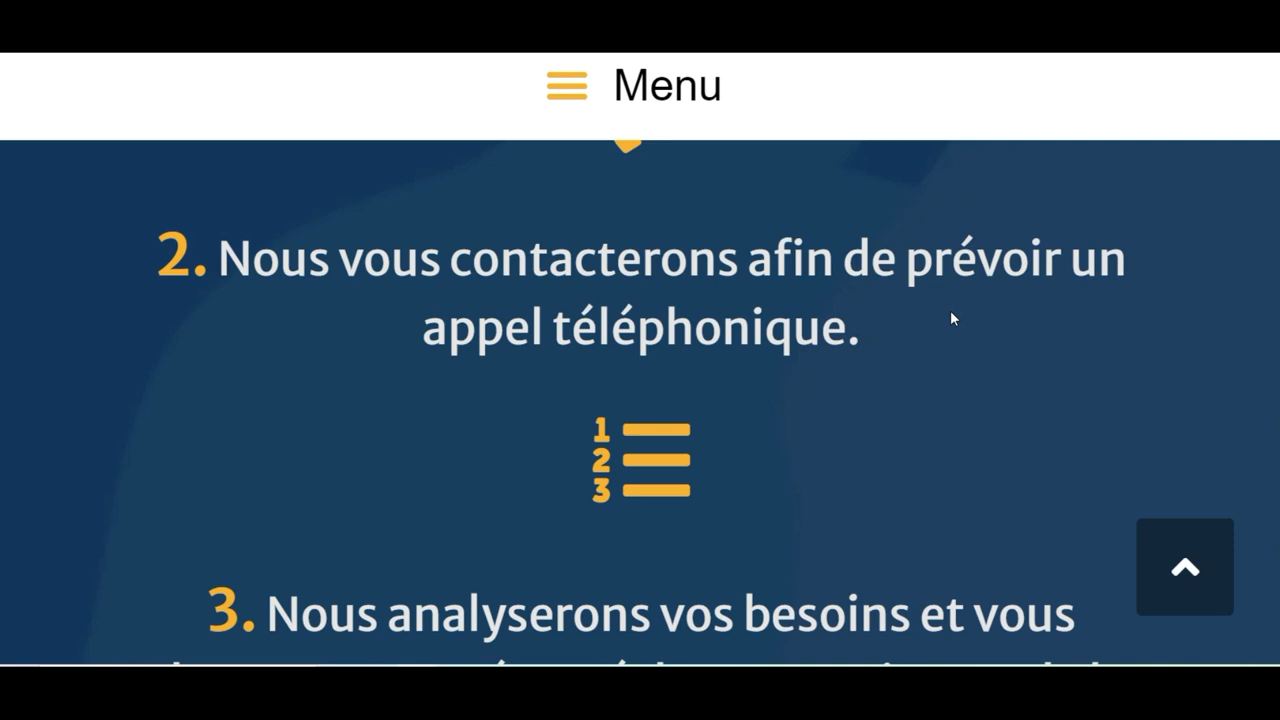 Menu
2. Nous vous contacterons afin de prévoir un
appel téléphonique.
1
2
3
3. Nous analyserons vos besoins et vous